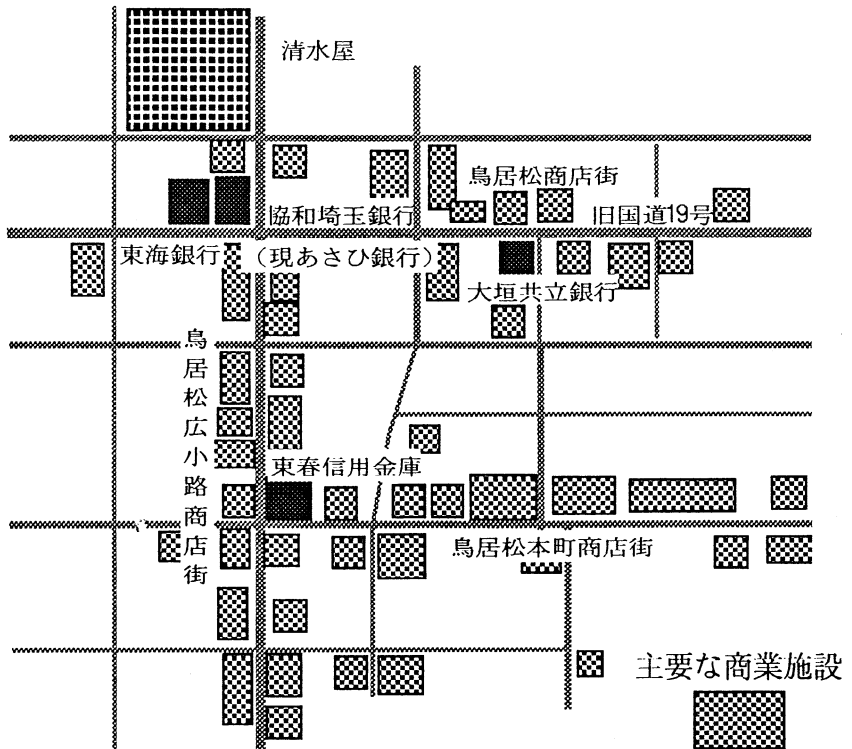 清水屋
鳥居松商店街
協和埼玉銀行
旧国道19号
東海銀行
（現あさひ銀行）
大垣共立銀行
鳥居松広小路商店街
東春信用金庫
鳥居松本町商店街
主要な商業施設